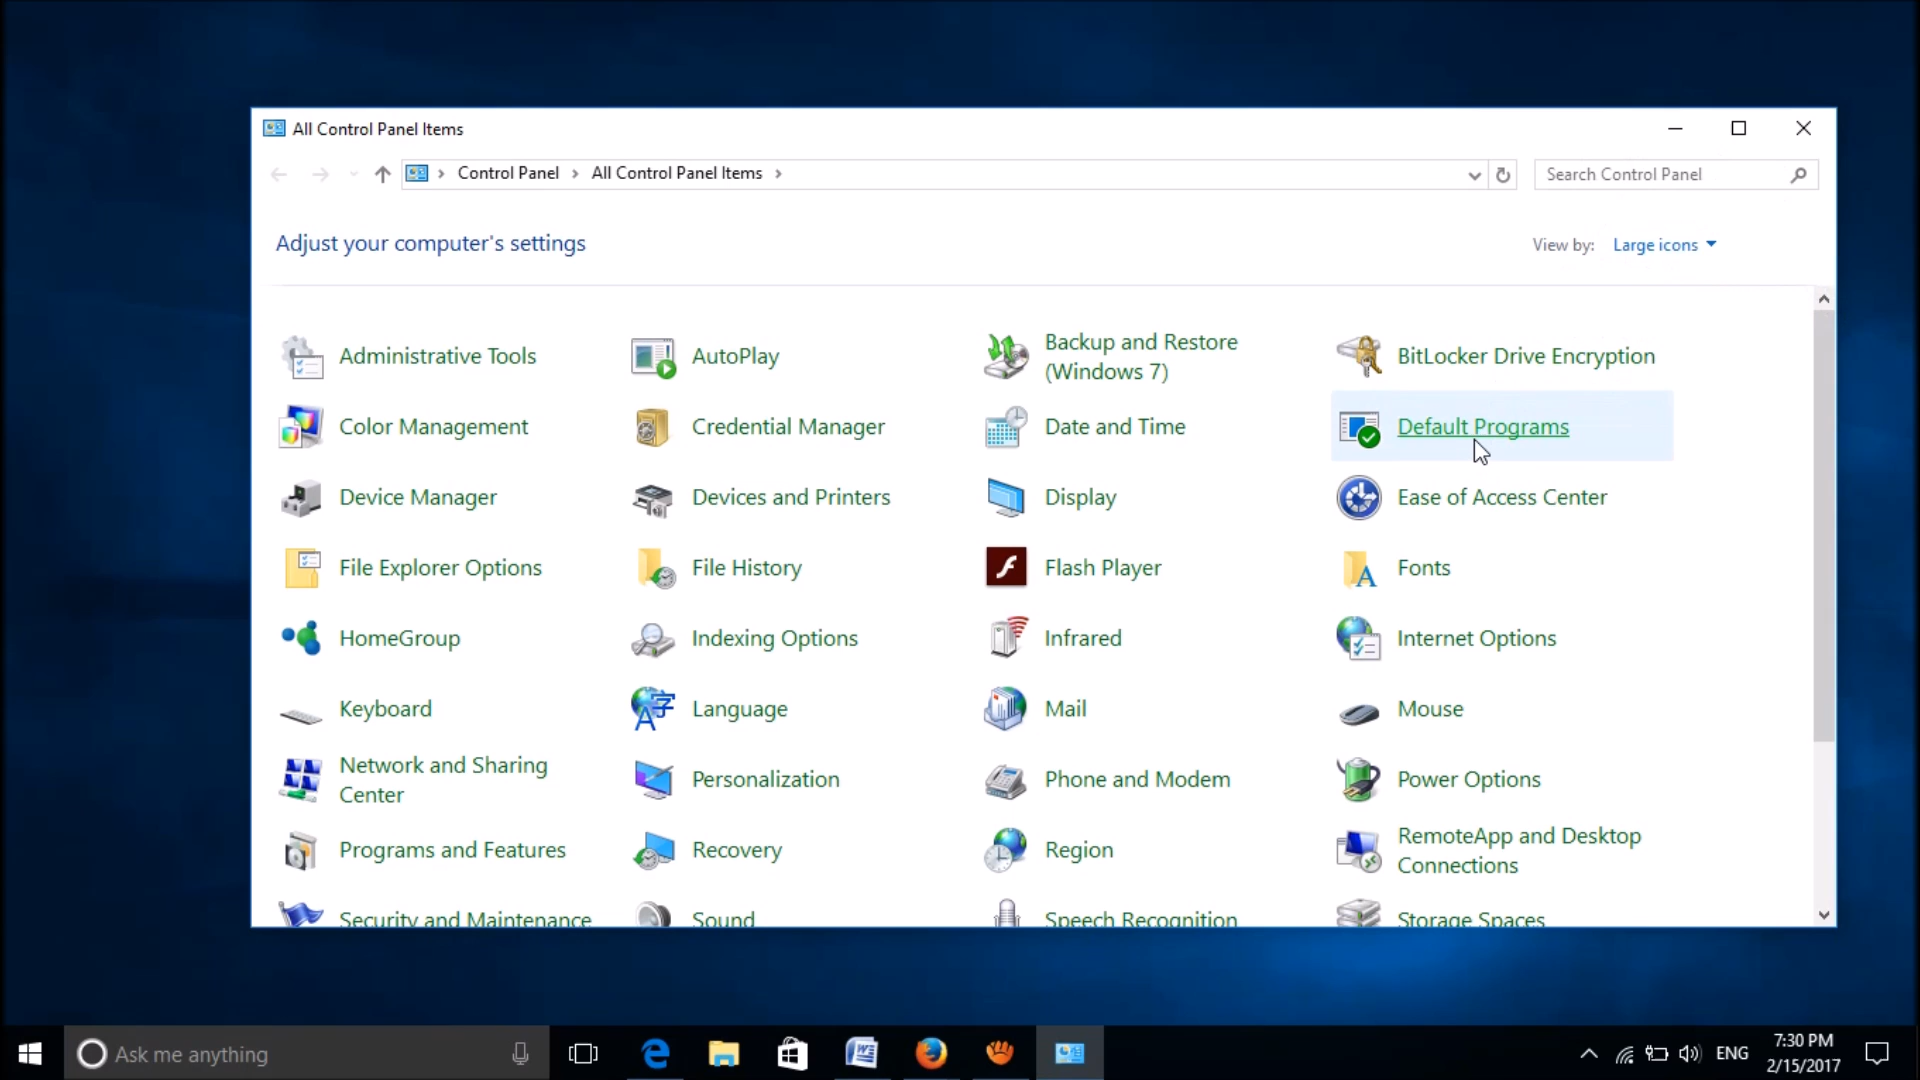 All Control Panel Items
Control Panel
All Control Panel Items
Search Control Panel
Adjust your computer's settings
View by: Large icons
Administrative Tools
AutoPlay
Backup and Restore
(Windows 7)
BitLocker Drive Encryption
Color Management
Credential Manager
Date and Time
Default Programs
Device Manager
Devices and Printers
Display
Ease of Access Center
File Explorer Options
File History
Flash Player
Fonts
HomeGroup
Indexing Options
Infrared
Internet Options
Keyboard
Language
Mail
Mouse
Network and Sharing
Center
Personalization
Phone and Modem
Power Options
Programs and Features
Recovery
Region
RemoteApp and Desktop
Connections
Security and Maintenance
Sound
Speech Recognition
Storage Spaces
Ask me anything
ENG
7:30 PM
2/15/2017